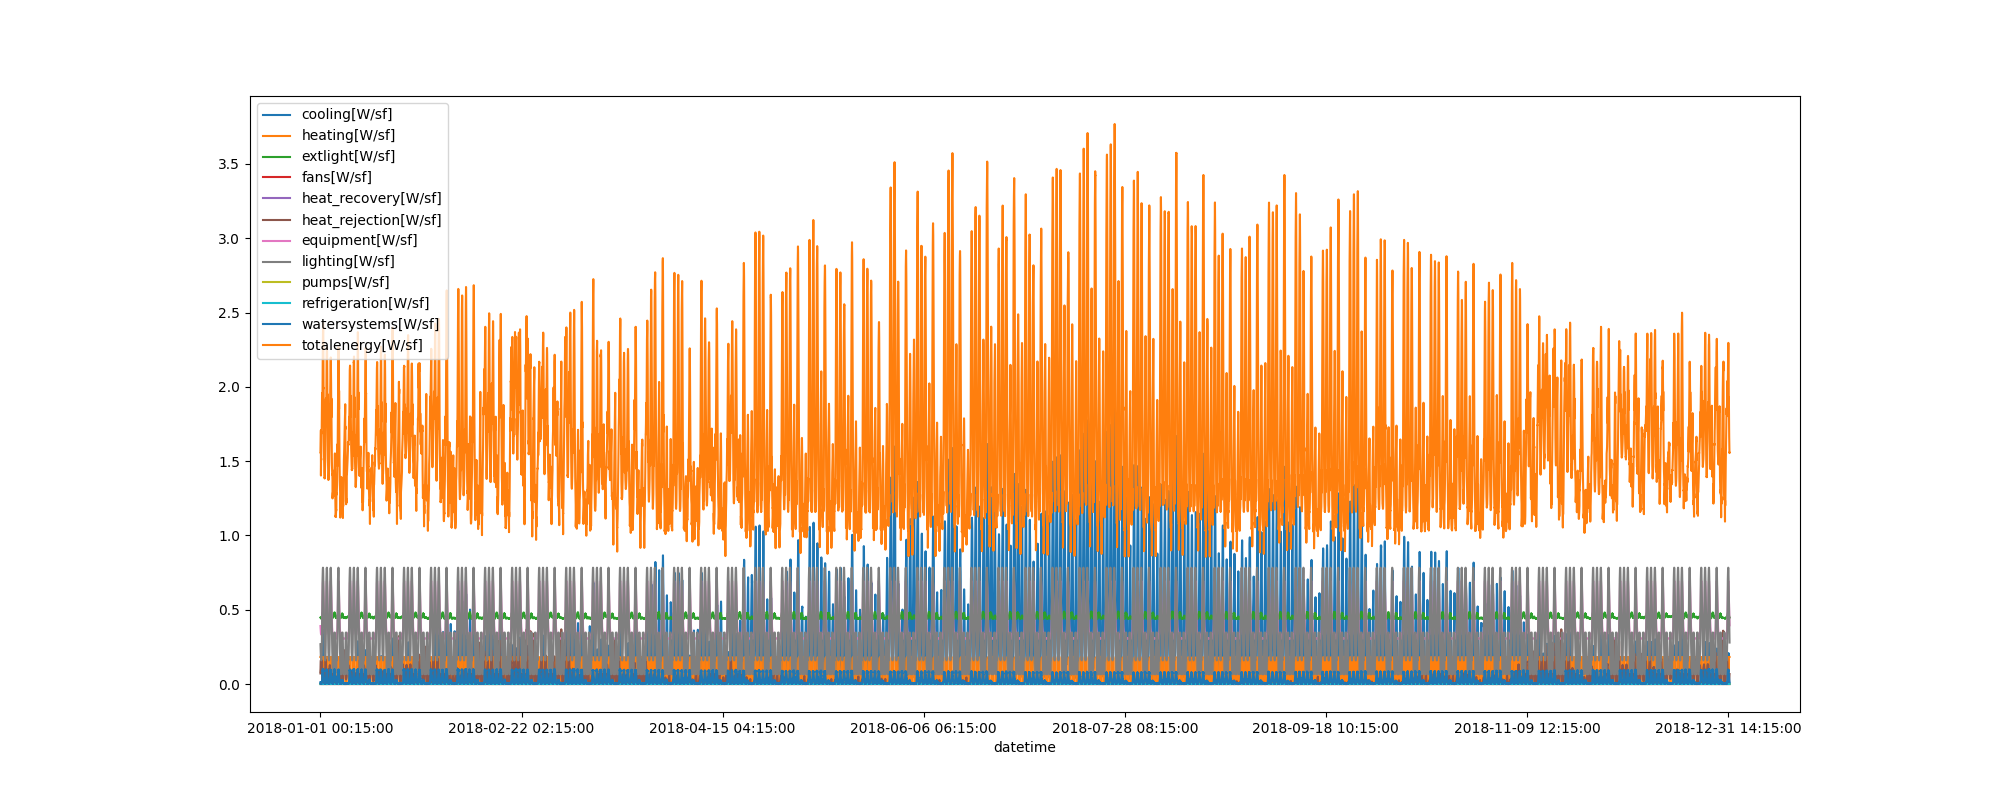 cooling[W/sf]
heating[W/sf]
extlight[W/sf]
fans[W/sf]
heat_recovery[W/sf]
heat_rejection[W/sf]
equipment[W/sf]
lighting[W/sf]
pumps[W/sf]
refrigeration[W/sf]
watersystems[W/sf]
totalenergy[W/sf]
3.5
3.0
2.5
2.0
1.5
1.0
0.5
0.0
2018-01-01 00:15:00 2018-02-22 02:15:00 2018-04-15 04:15:00 2018-06-06 06:15:00 2018-07-28 08:15:00 2018-09-18 10:15:00 2018-11-09 12:15:00 2018-12-31 14:15:00
datetime